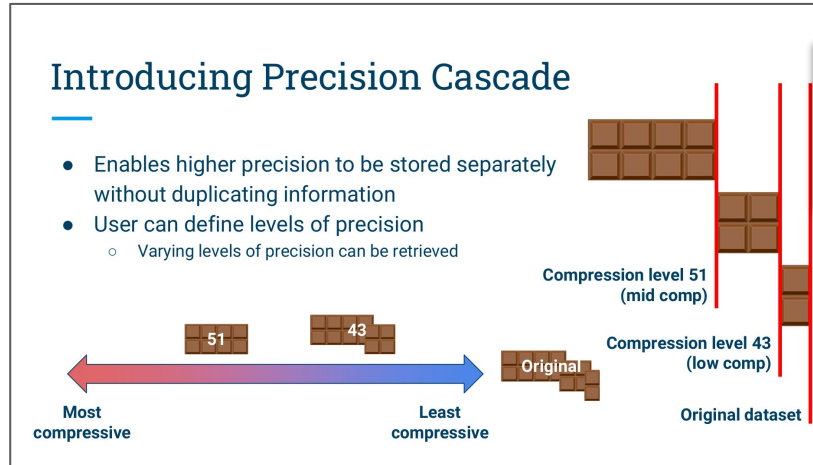 Introducing Precision Cascade
● Enables higher precision to be stored separately
without duplicating information
● User can define levels of precision
○ Varying levels of precision can be retrieved
Compression level 51
(mid comp)
51
43
Compression level 43
(low comp)
Original
Most
compressive
Least
compressive
Original dataset